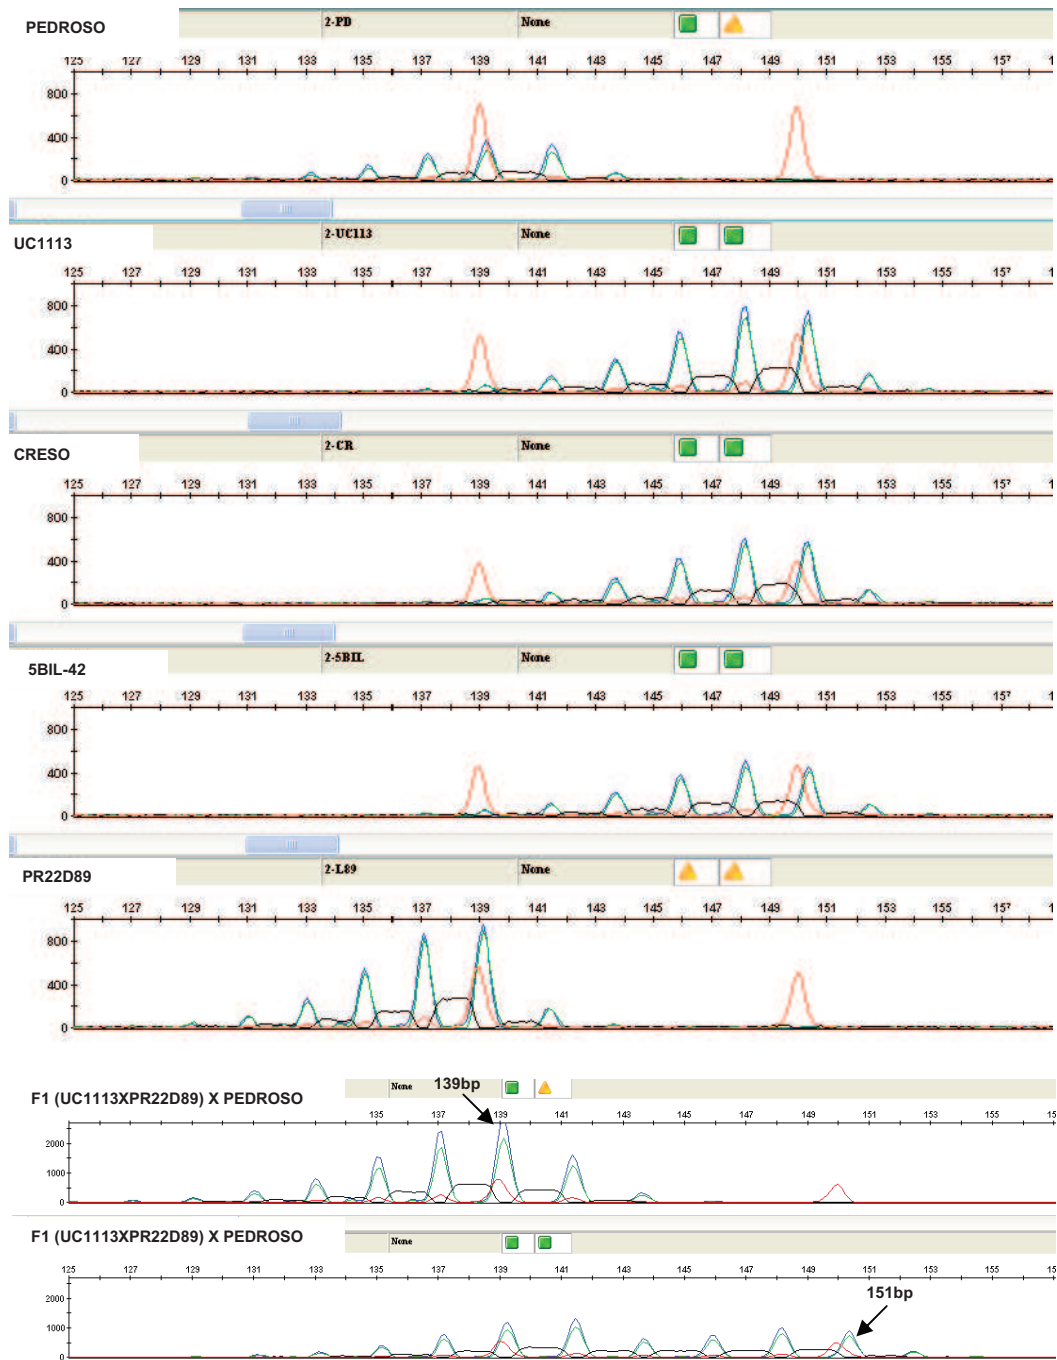 PEDROSO
2-PD None
125 127 129 131 133 135 137 139 141 143 145 147 149 151 153 155 157
800
400
0
UC1113
2-UC113 None
125 127 129 131 133 135 137 139 141 143 145 147 149 151 153 155 157
800
400
0
CRESO
2-CR None
125 127 129 131 133 135 137 139 141 143 145 147 149 151 153 155 157
800
400
0
5BIL-42
2-5BIL None
125 127 129 131 133 135 137 139 141 143 145 147 149 151 153 155 157
800
400
0
PR22D89
2-L89 None
125 127 129 131 133 135 137 139 141 143 145 147 149 151 153 155 157
800
400
0
F1 (UC1113XPR22D89) X PEDROSO
None 139bp
135 137 139 141 143 145 147 149 151 153 155
2000
1000
0
F1 (UC1113XPR22D89) X PEDROSO
None
125 127 129 131 133 135 137 139 141 143 145 147 149 151 153 155
151bp
2000
1000
0